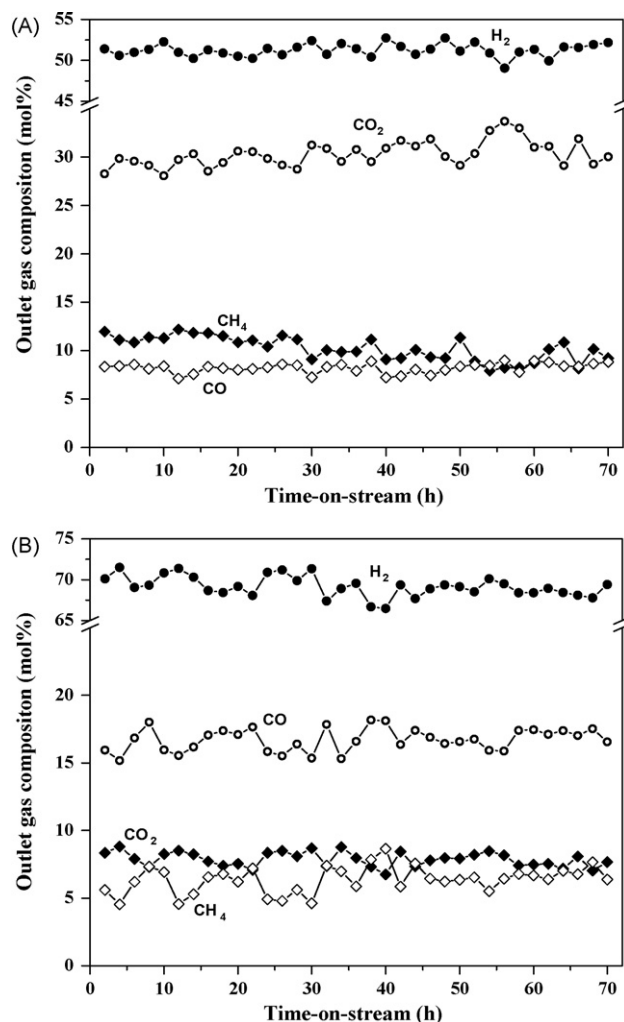 (A)
Outlet gas compositon (mol%)
60
55
50
45
30
25
20
15
10
5
0
H2
CO2
CH4
CO
0 10 20 30 40 50 60 70
Time-on-stream (h)
(B)
Outlet gas compositon (mol%)
75
70
65
20
15
10
5
0
H2
CO
CO2
CH4
0 10 20 30 40 50 60 70
Time-on-stream (h)